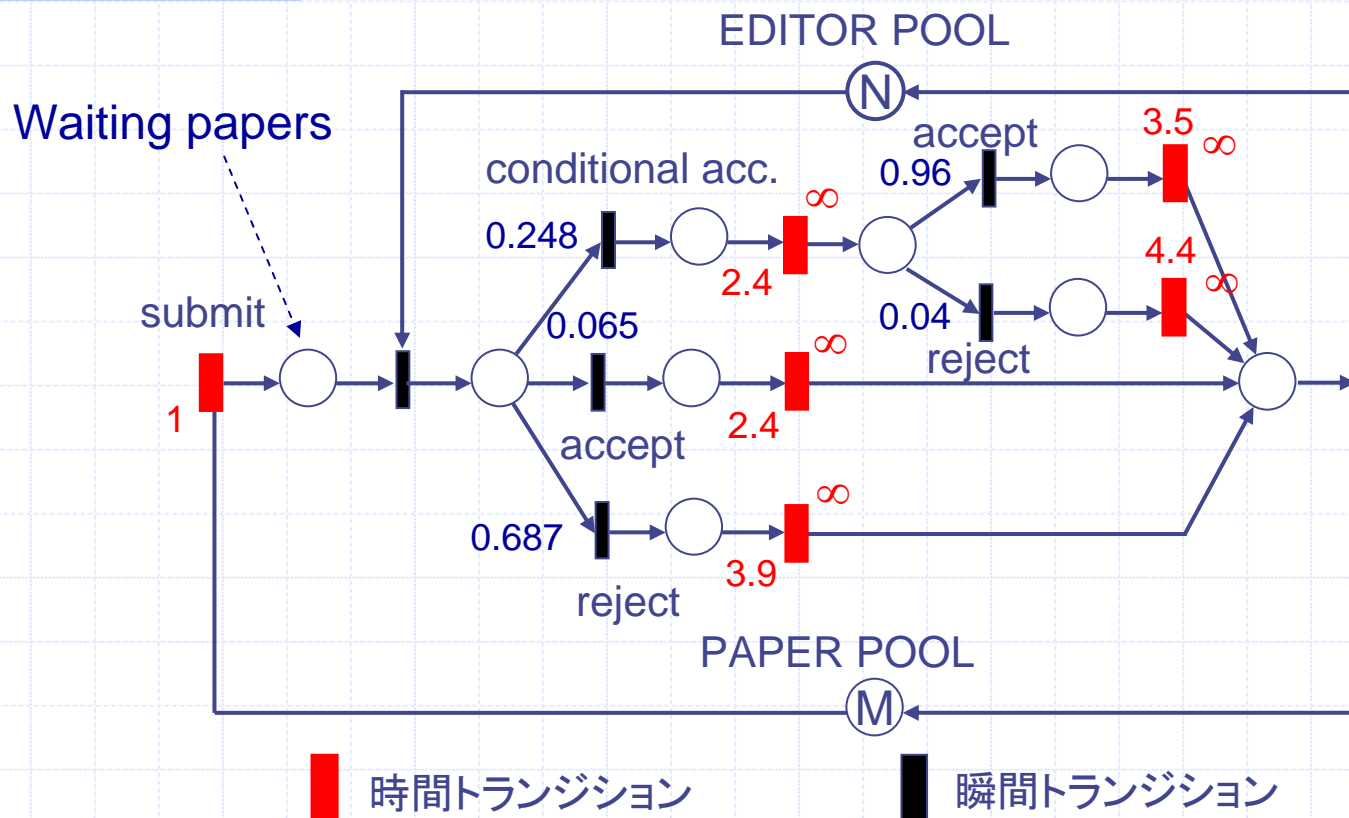 EDITOR POOL
N
Waiting papers
accept
3.5
∞
conditional acc.
0.96
∞
0.248
2.4
4.4
∞
submit
0.065
0.04
reject
∞
1
2.4
accept
∞
0.687
3.9
reject
PAPER POOL
M
時間トランジション
瞬間トランジション